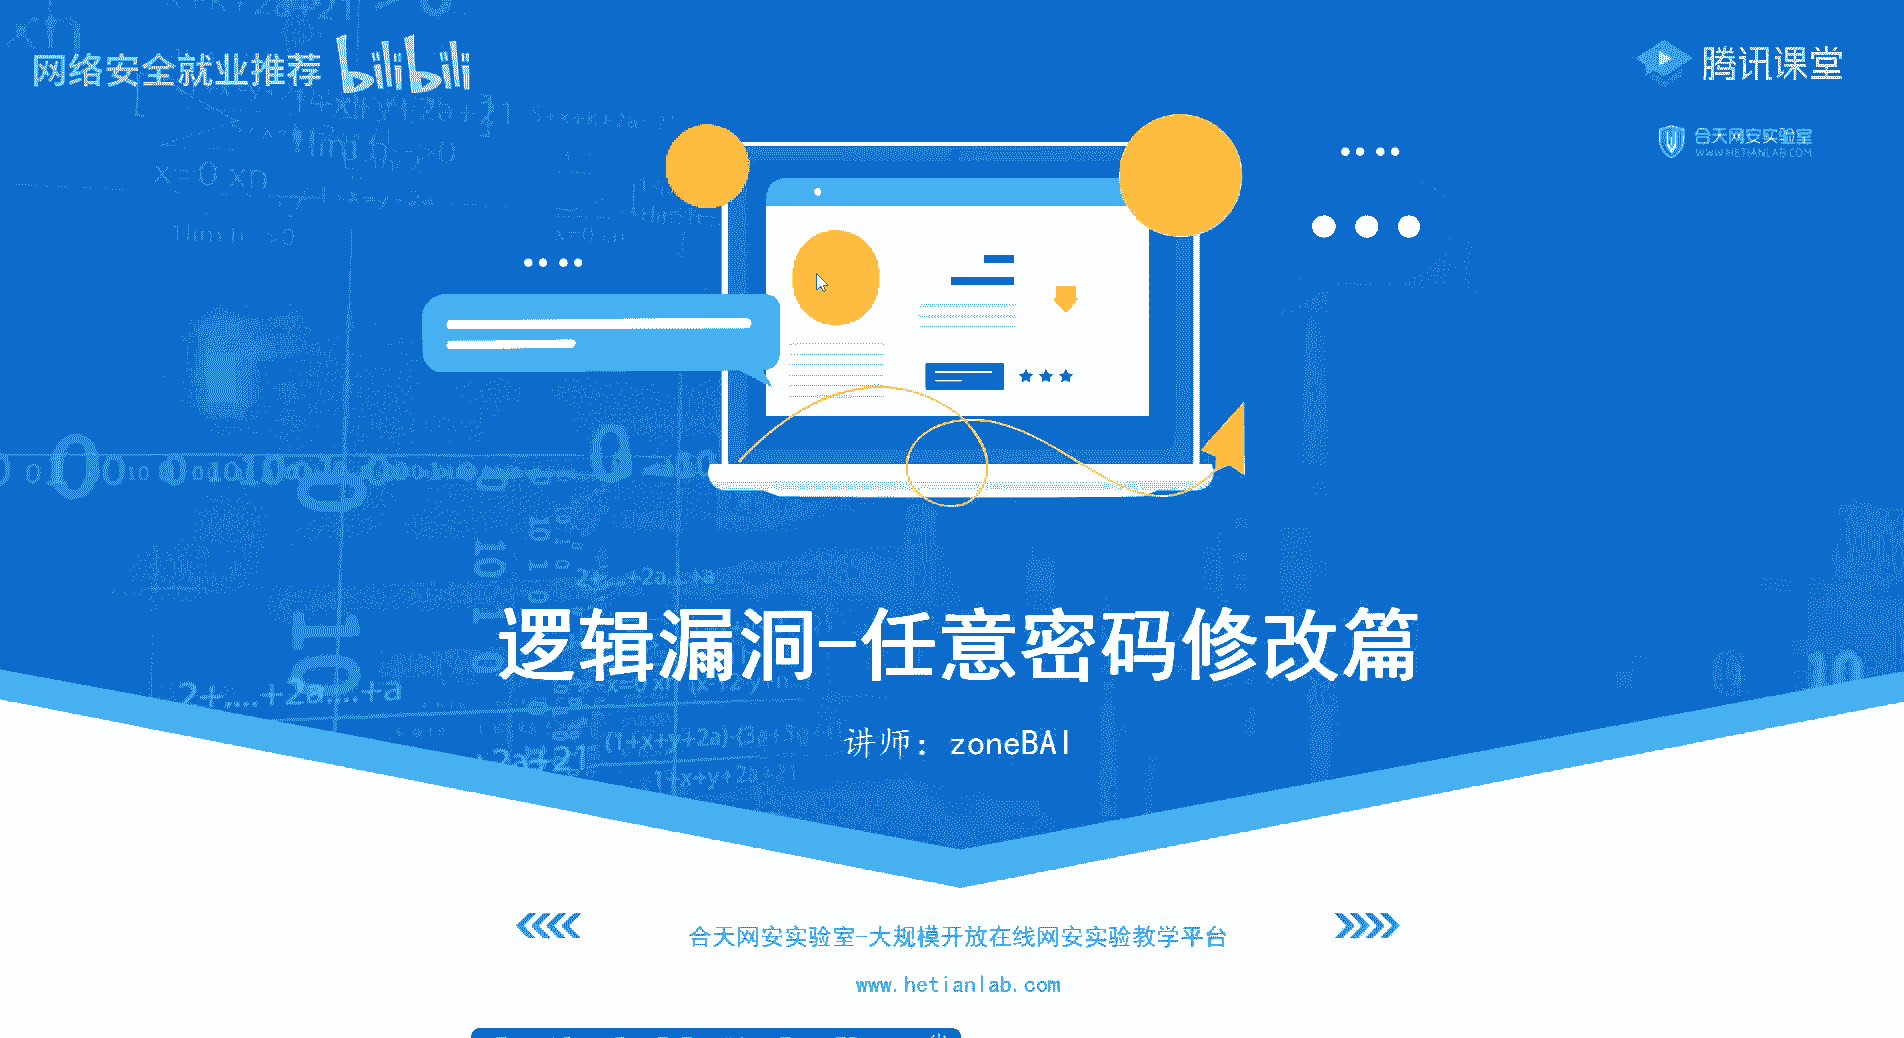 网络安全就业推荐 bilibili
腾讯课堂
合天网安实验室
WWW.HETIANLAB.COM
逻辑漏洞-任意密码修改篇
讲师：zoneBAI
合天网安实验室-大规模开放在线网安实验教学平台
www.hetianlab.com